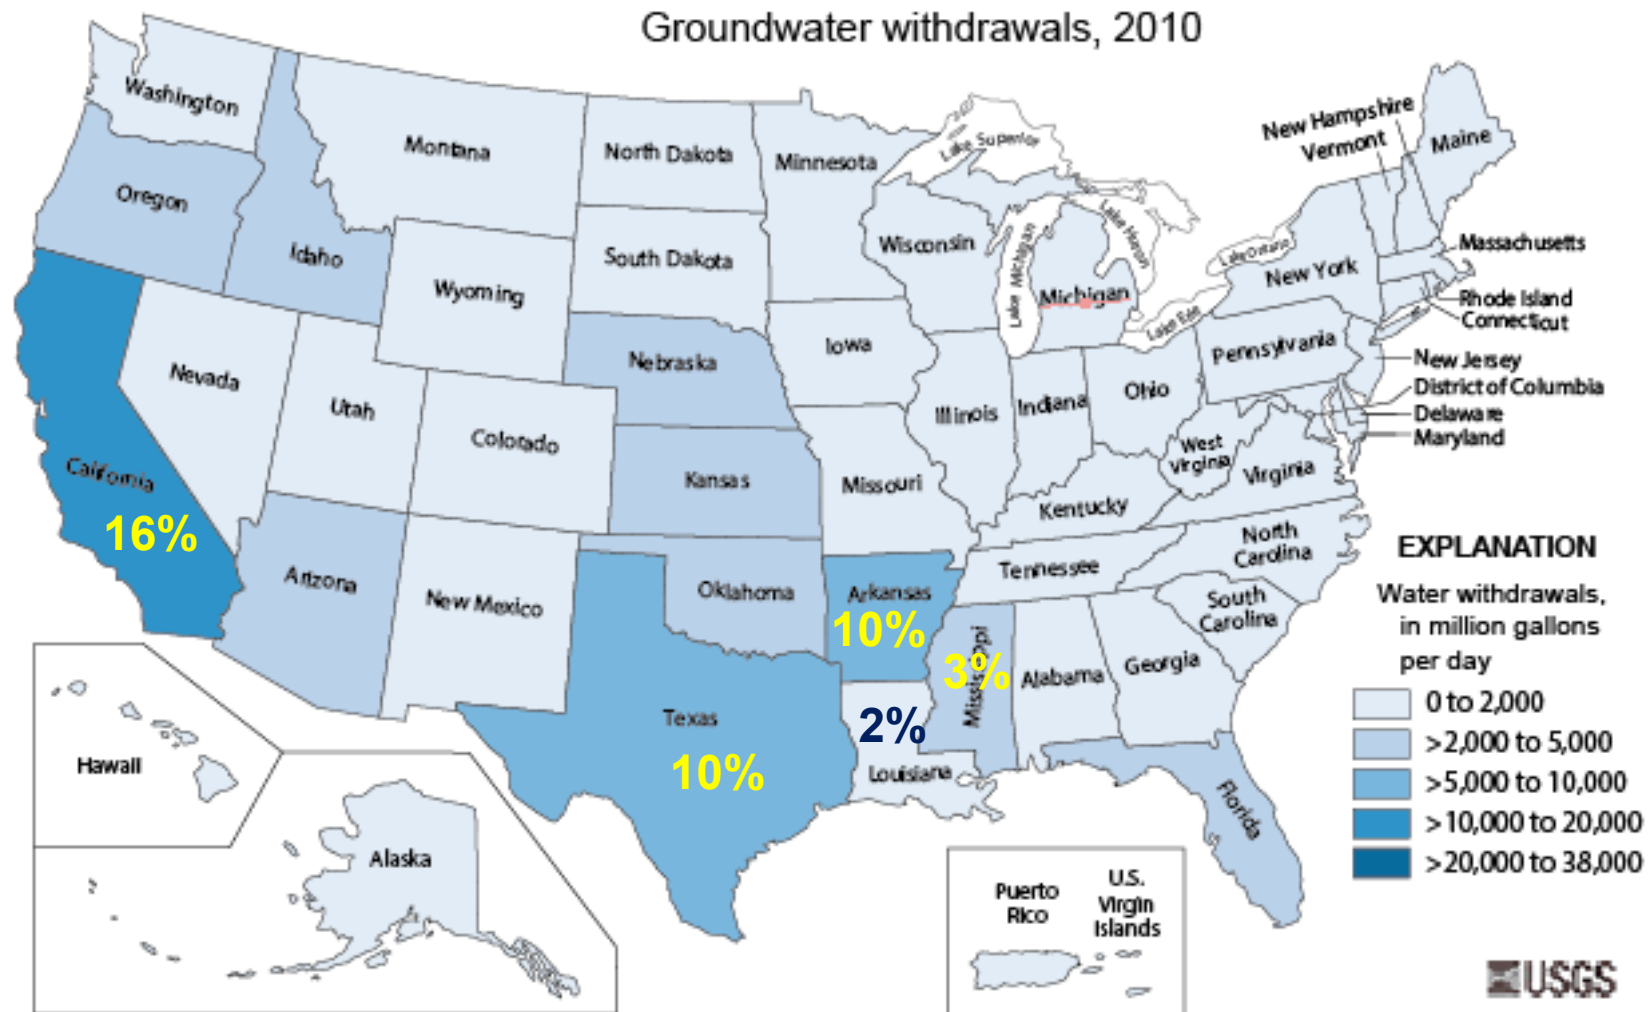 Groundwater withdrawals, 2010
Washington
Oregon
Idaho
Montana
North Dakota
Minnesota
Lake Superior
New Hampshire
Vermont
Maine
Wyoming
South Dakota
Wisconsin
Lake Michigan
Lake Huron
Michigan
Lake Ontario
Lake Erie
New York
Massachusetts
Rhode Island
Connecticut
Nevada
Utah
Colorado
Nebraska
Iowa
Illinois
Indiana
Ohio
Pennsylvania
New Jersey
District of Columbia
Delaware
Maryland
California
16%
Arizona
New Mexico
Kansas
Oklahoma
Missouri
Kentucky
West
Virginia
Virginia
Tennessee
North
Carolina
South
Carolina
Arkansas
10%
Mississippi
3%
Alabama
Georgia
Texas
10%
2%
Louisiana
Florida
Hawaii
Alaska
Puerto
Rico
U.S.
Virgin
Islands
EXPLANATION
Water withdrawals,
in million gallons
per day
0 to 2,000
>2,000 to 5,000
>5,000 to 10,000
>10,000 to 20,000
>20,000 to 38,000
USGS